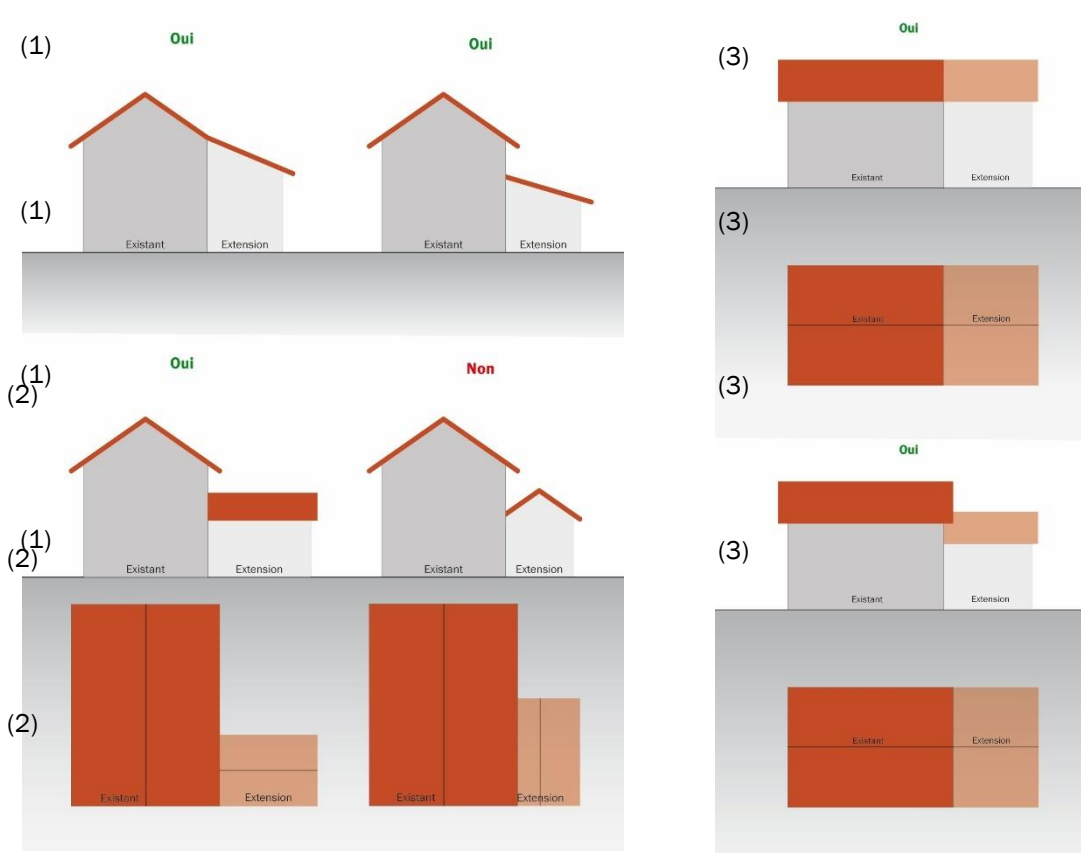 (1)
Oui
Oui
(1)
Existant
Extension
Existant
Extension
(1)
(2)
Oui
Non
(1)
(2)
Existant
Extension
Existant
Extension
(2)
Existant
Extension
Existant
Extension
(3)
Oui
Existant
Extension
(3)
Existant
Extension
(3)
Oui
(3)
Existant
Extension
Existant
Extension